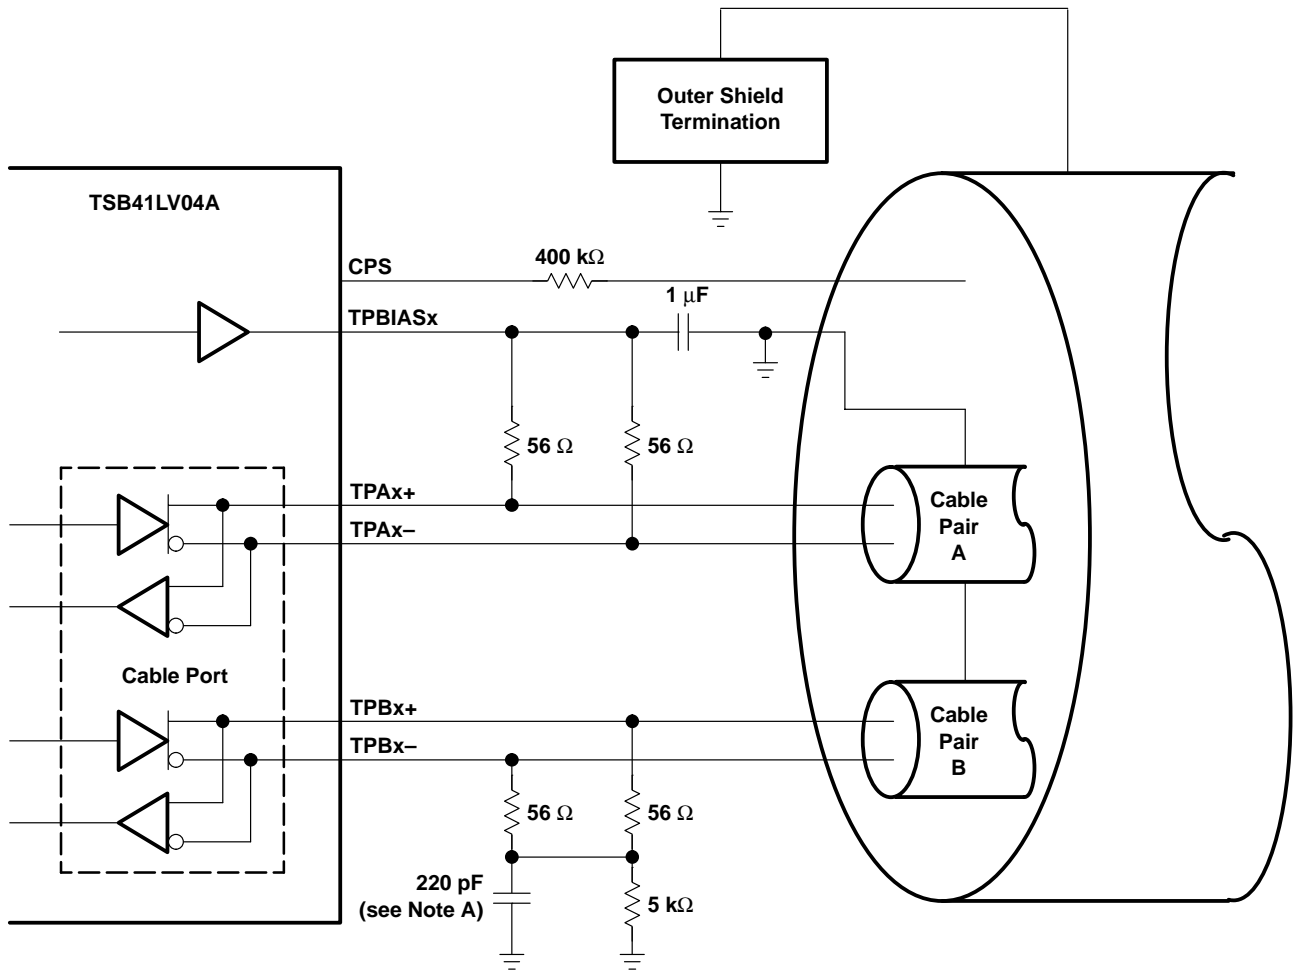 Outer Shield
Termination
TSB41LV04A
CPS
400 kΩ
1 μF
TPBIASx
56 Ω
56 Ω
TPAx+
TPAx–
Cable
Pair
A
Cable Port
TPBx+
TPBx–
Cable
Pair
B
56 Ω
56 Ω
220 pF
(see Note A)
5 kΩ